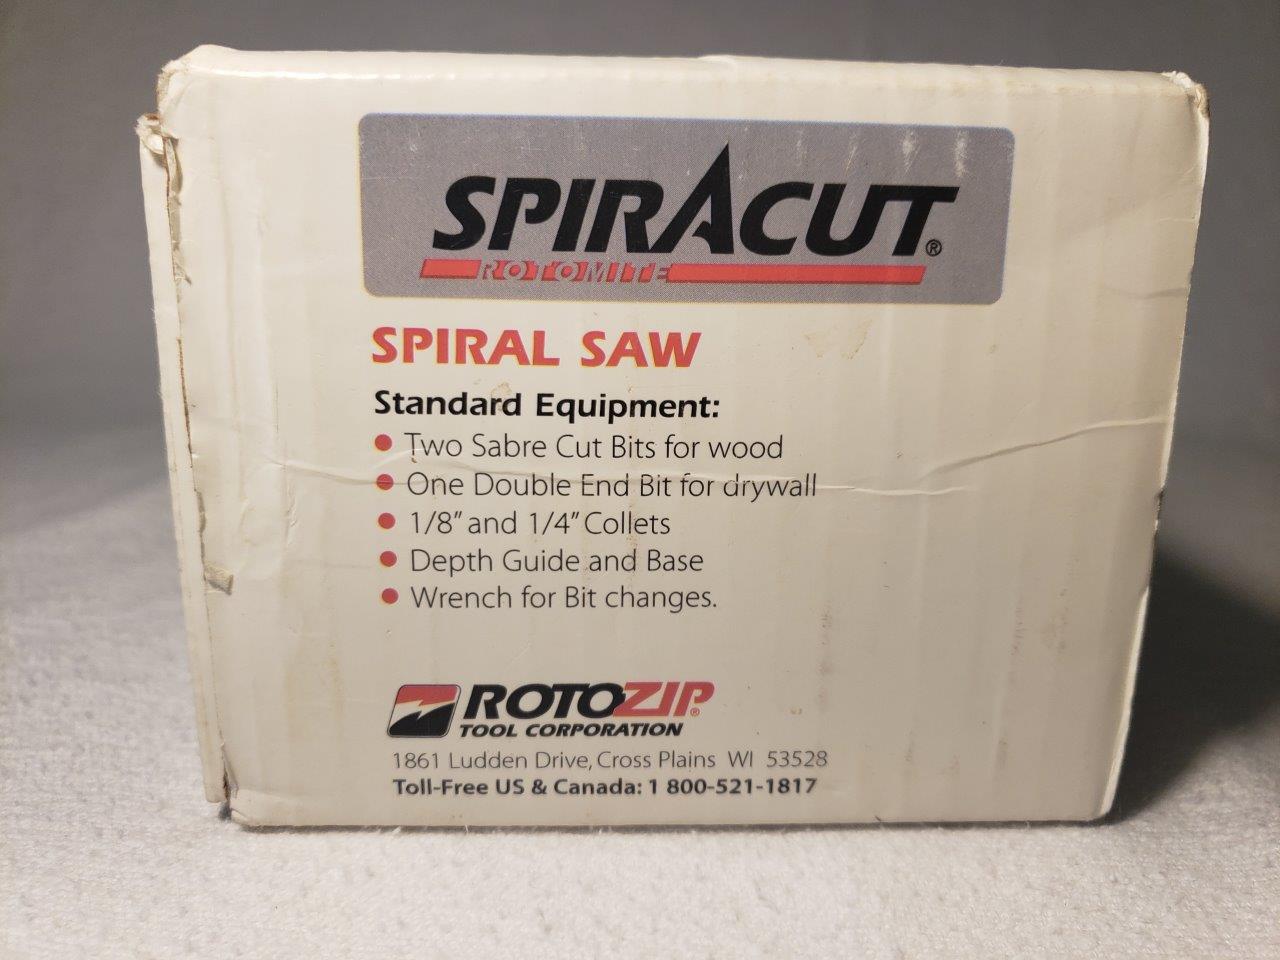 SPIRACUT®
ROTOMITE
SPIRAL SAW
Standard Equipment:
• Two Sabre Cut Bits for wood
• One Double End Bit for drywall
• 1/8" and 1/4" Collets
• Depth Guide and Base
• Wrench for Bit changes.
ROTOZIP®
TOOL CORPORATION
1861 Ludden Drive, Cross Plains WI 53528
Toll-Free US & Canada: 1 800-521-1817